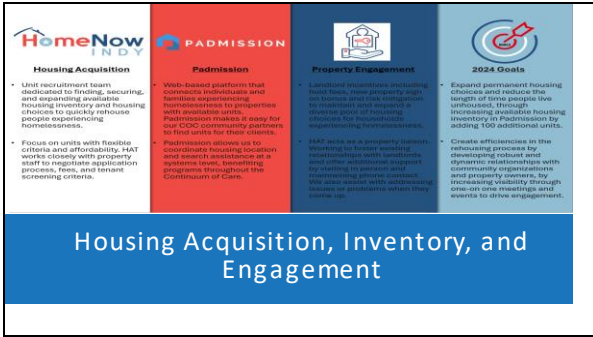 HomeNow
INDY
Housing Acquisition
• Unit recruitment team
dedicated to finding, securing,
and expanding available
housing inventory and housing
choices to quickly rehouse
people experiencing
homelessness.
• Focus on units with flexible
criteria and affordability. HAT
works closely with property
staff to negotiate application
process, fees, and tenant
screening criteria.
PADMISSION
Padmission
• Web-based platform that
connects individuals and
families experiencing
homelessness to properties
with available units.
Padmission makes it easy for
our COC community partners
to find units for their clients.
• Padmission allows us to
coordinate housing location
and search assistance at a
systems level, benefiting
programs throughout the
Continuum of Care.
Property Engagement
• Landlord incentives including
hold fees, new property sign
on bonus and risk mitigation
to maintain and expand a
diverse pool of housing
choices for households
experiencing homelessness.
• HAT acts as a property liaison,
working to foster existing
relationships with landlords
and offer additional support
by visiting in person and
maintaining phone contact.
We also assist with addressing
issues or problems when they
come up.
2024 Goals
• Expand permanent housing
choices and reduce the
length of time people live
unhoused, through
increasing available housing
inventory in Padmission by
adding 100 additional units.
• Create efficiencies in the
rehousing process by
developing robust and
dynamic relationships with
community organizations
and property owners, by
increasing visibility through
one-on one meetings and
events to drive engagement.
Housing Acquisition, Inventory, and
Engagement